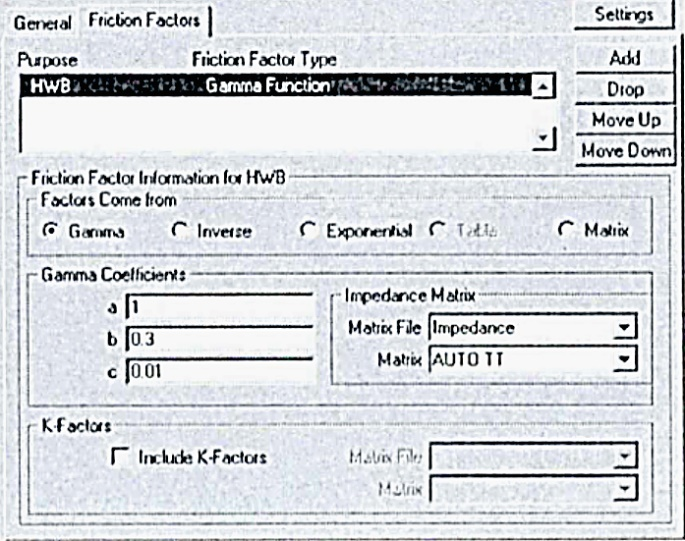 General Friction Factors Settings
Purpose Friction Factor Type Add
HWB Gamma Function Drop
Move Up
Move Down
Friction Factor Information for HWB
Factors Come from
Gamma Inverse Exponential Table Matrix
Gamma Coefficients
a 1
b 0.3
c 0.01
Impedance Matrix
Matrix File Impedance
Matrix AUTO TT
K-Factors
Include K-Factors Matrix File
Matrix